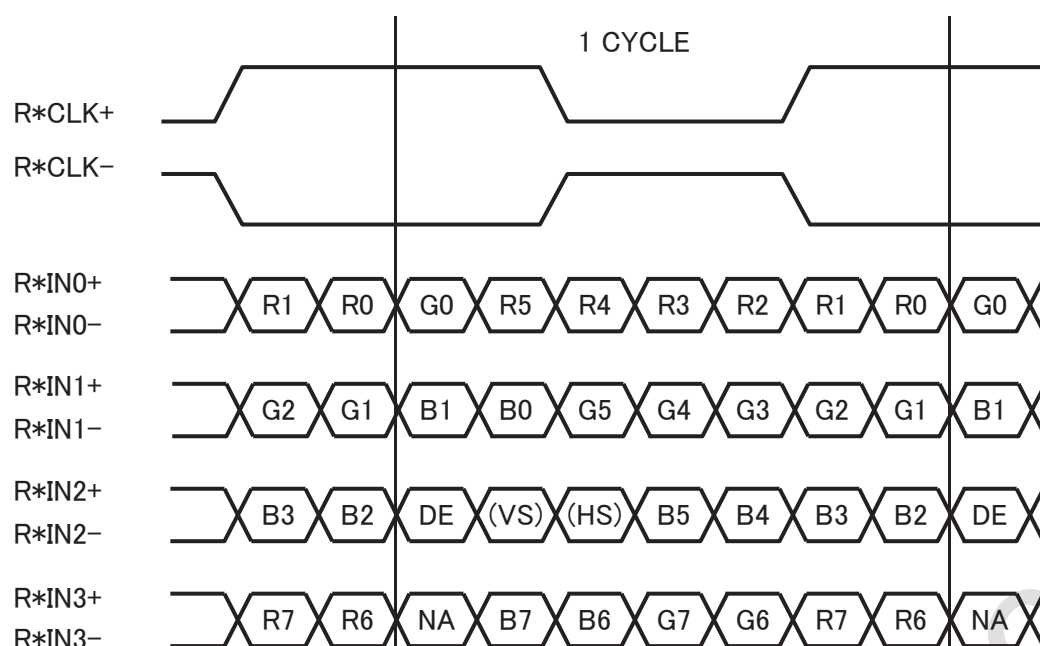 1 CYCLE
R*CLK+
R*CLK-
R*IN0+
R1 R0 G0 R5 R4 R3 R2 R1 R0 G0
R*IN0-
R*IN1+
G2 G1 B1 B0 G5 G4 G3 G2 G1 B1
R*IN1-
R*IN2+
B3 B2 DE (VS) (HS) B5 B4 B3 B2 DE
R*IN2-
R*IN3+
R7 R6 NA B7 B6 G7 G6 R7 R6 NA
R*IN3-